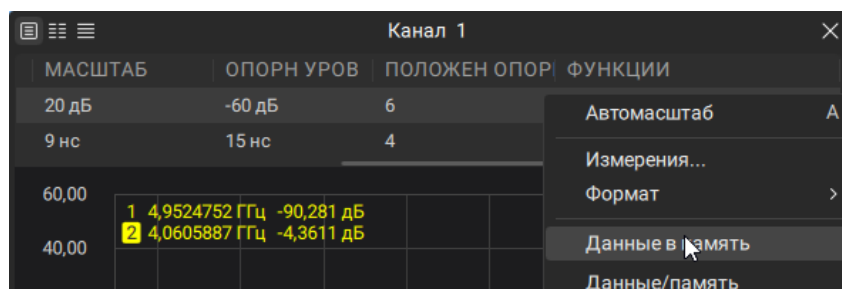 Канал 1
МАСШТАБ ОПОРН УРОВ ПОЛОЖЕН ОПОР ФУНКЦИИ
20 дБ -60 дБ 6
9 нс 15 нс 4
Автомасштаб A
Измерения...
Формат
Данные в память
Данные/память
60,00
40,00
1 4,9524752 ГГц -90,281 дБ
2 4,0605887 ГГц -4,3611 дБ